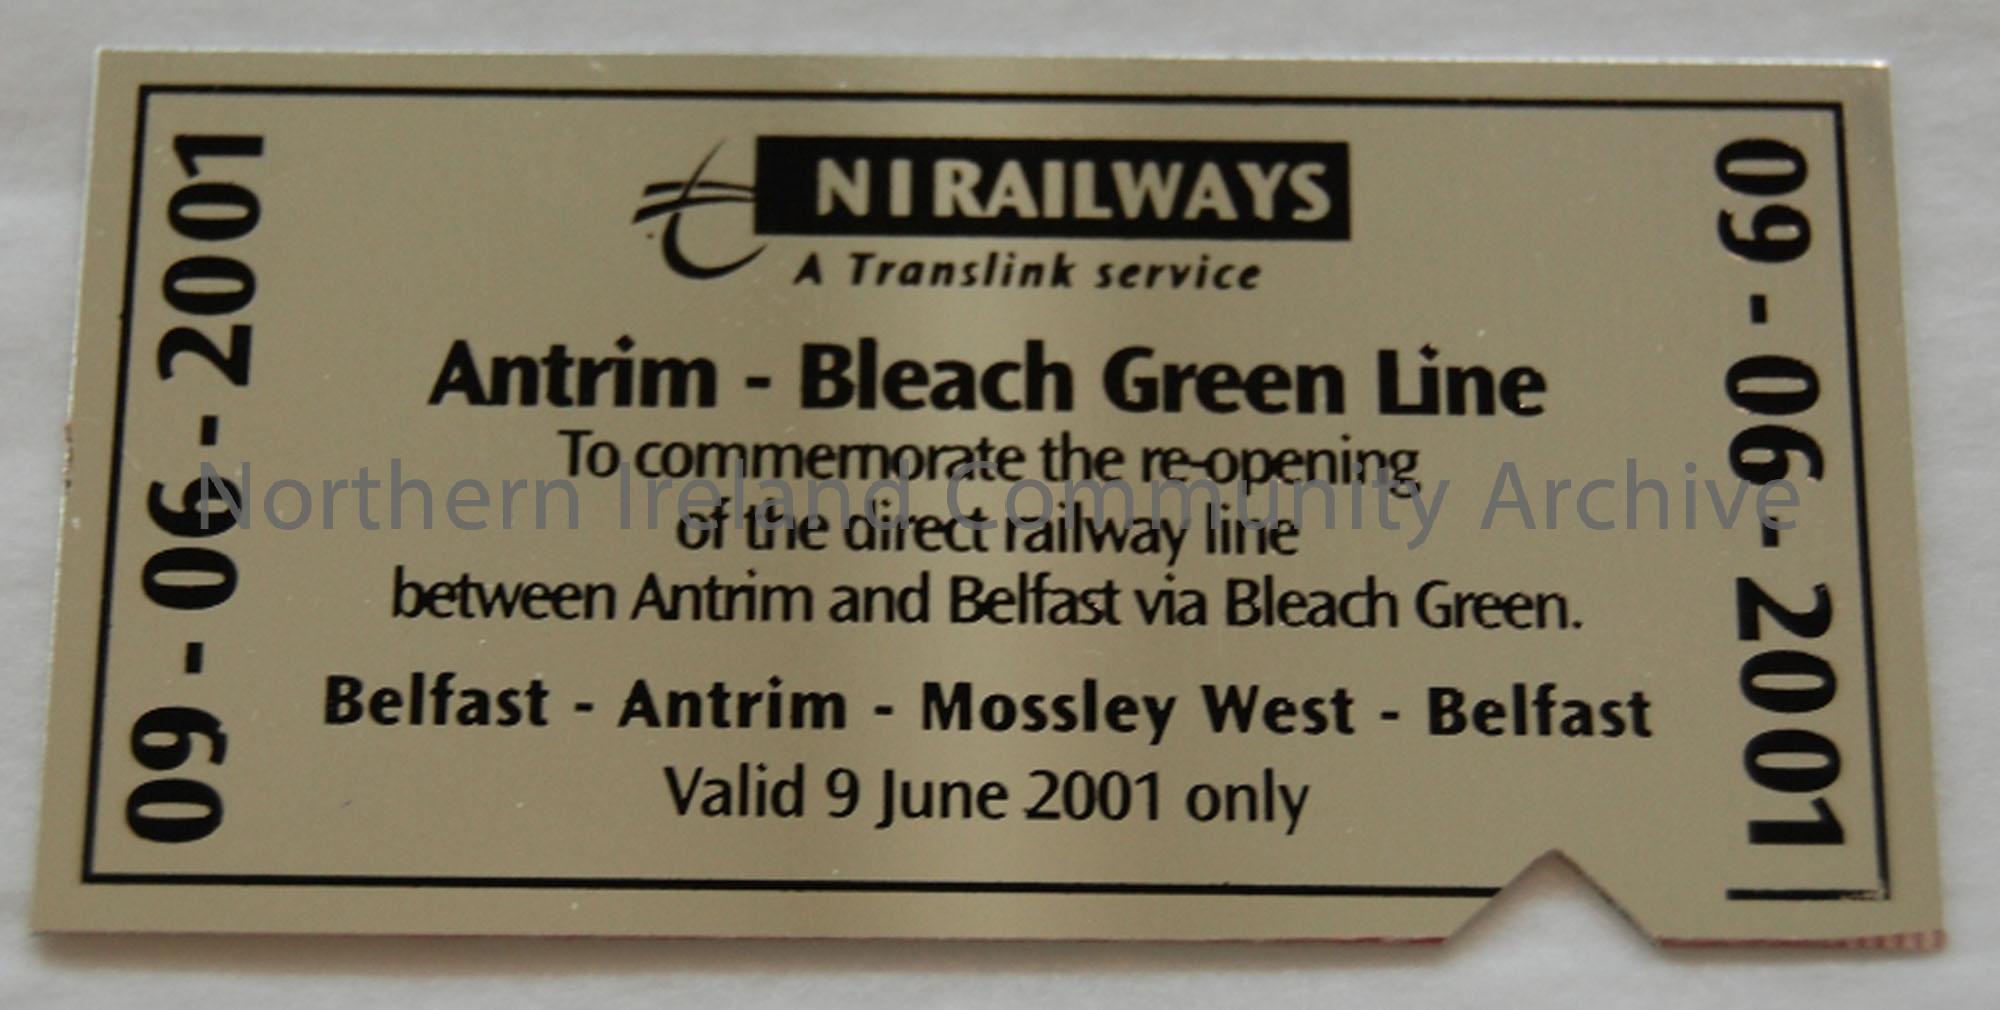 09-06-2001
NI RAILWAYS
A Translink service
Antrim - Bleach Green Line
To commemorate the re-opening
of the direct railway line
between Antrim and Belfast via Bleach Green.
Belfast - Antrim - Mossley West - Belfast
Valid 9 June 2001 only
09-06-2001
Northern Ireland Community Archive